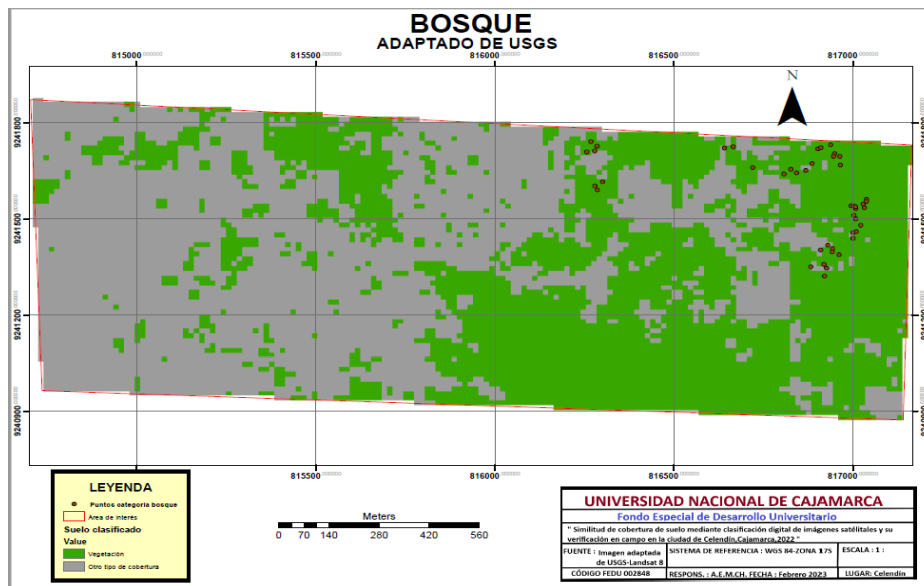 BOSQUE
ADAPTADO DE USGS
815000 815500 816000 816500 817000
N
9241800 9241800
9241500 9241500
9241200 9241200
9240900 9240900
815500 816000 816500 817000
LEYENDA
Puntos categoria bosque
Area de interés
Suelo clasificado
Value
Vegetación
Otro tipo de cobertura
Meters
0 70 140 280 420 560
UNIVERSIDAD NACIONAL DE CAJAMARCA
Fondo Especial de Desarrollo Universitario
" Similitud de cobertura de suelo mediante clasificación digital de imágenes satélitales y su
verificación en campo en la ciudad de Celendín,Cajamarca,2022 "
FUENTE : Imagen adaptada
de USGS-Landsat 8
SISTEMA DE REFERENCIA : WGS 84-ZONA 17S
ESCALA : 1 :
CÓDIGO FEDU 002848
RESPONS. : A.E.M.CH. FECHA : Febrero 2023
LUGAR: Celendín